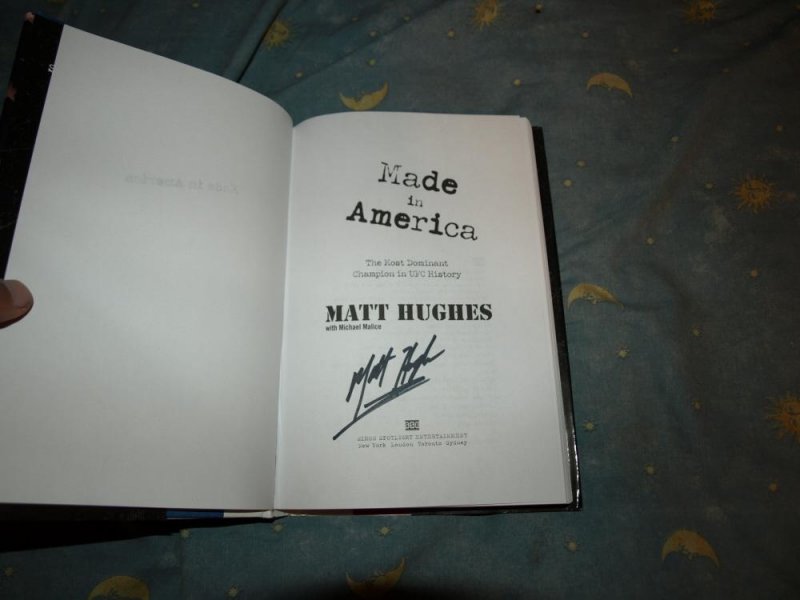 Made
in
America
The Most Dominant
Champion in UFC History
MATT HUGHES
with Michael Malice
Matt Hughes
SIMON SPOTLIGHT ENTERTAINMENT
New York London Toronto Sydney